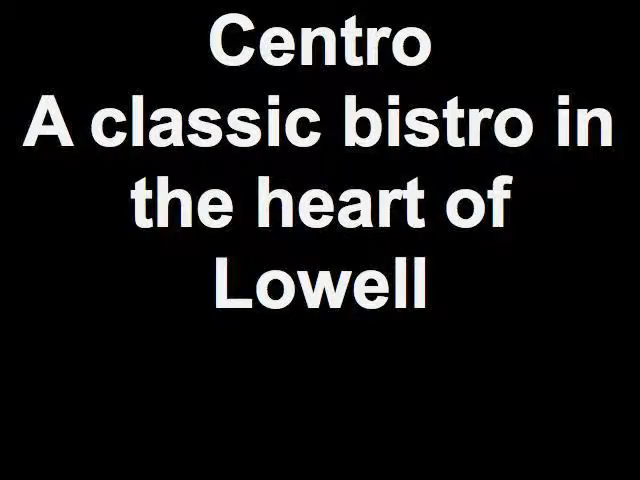 Centro
A classic bistro in
the heart of
Lowell